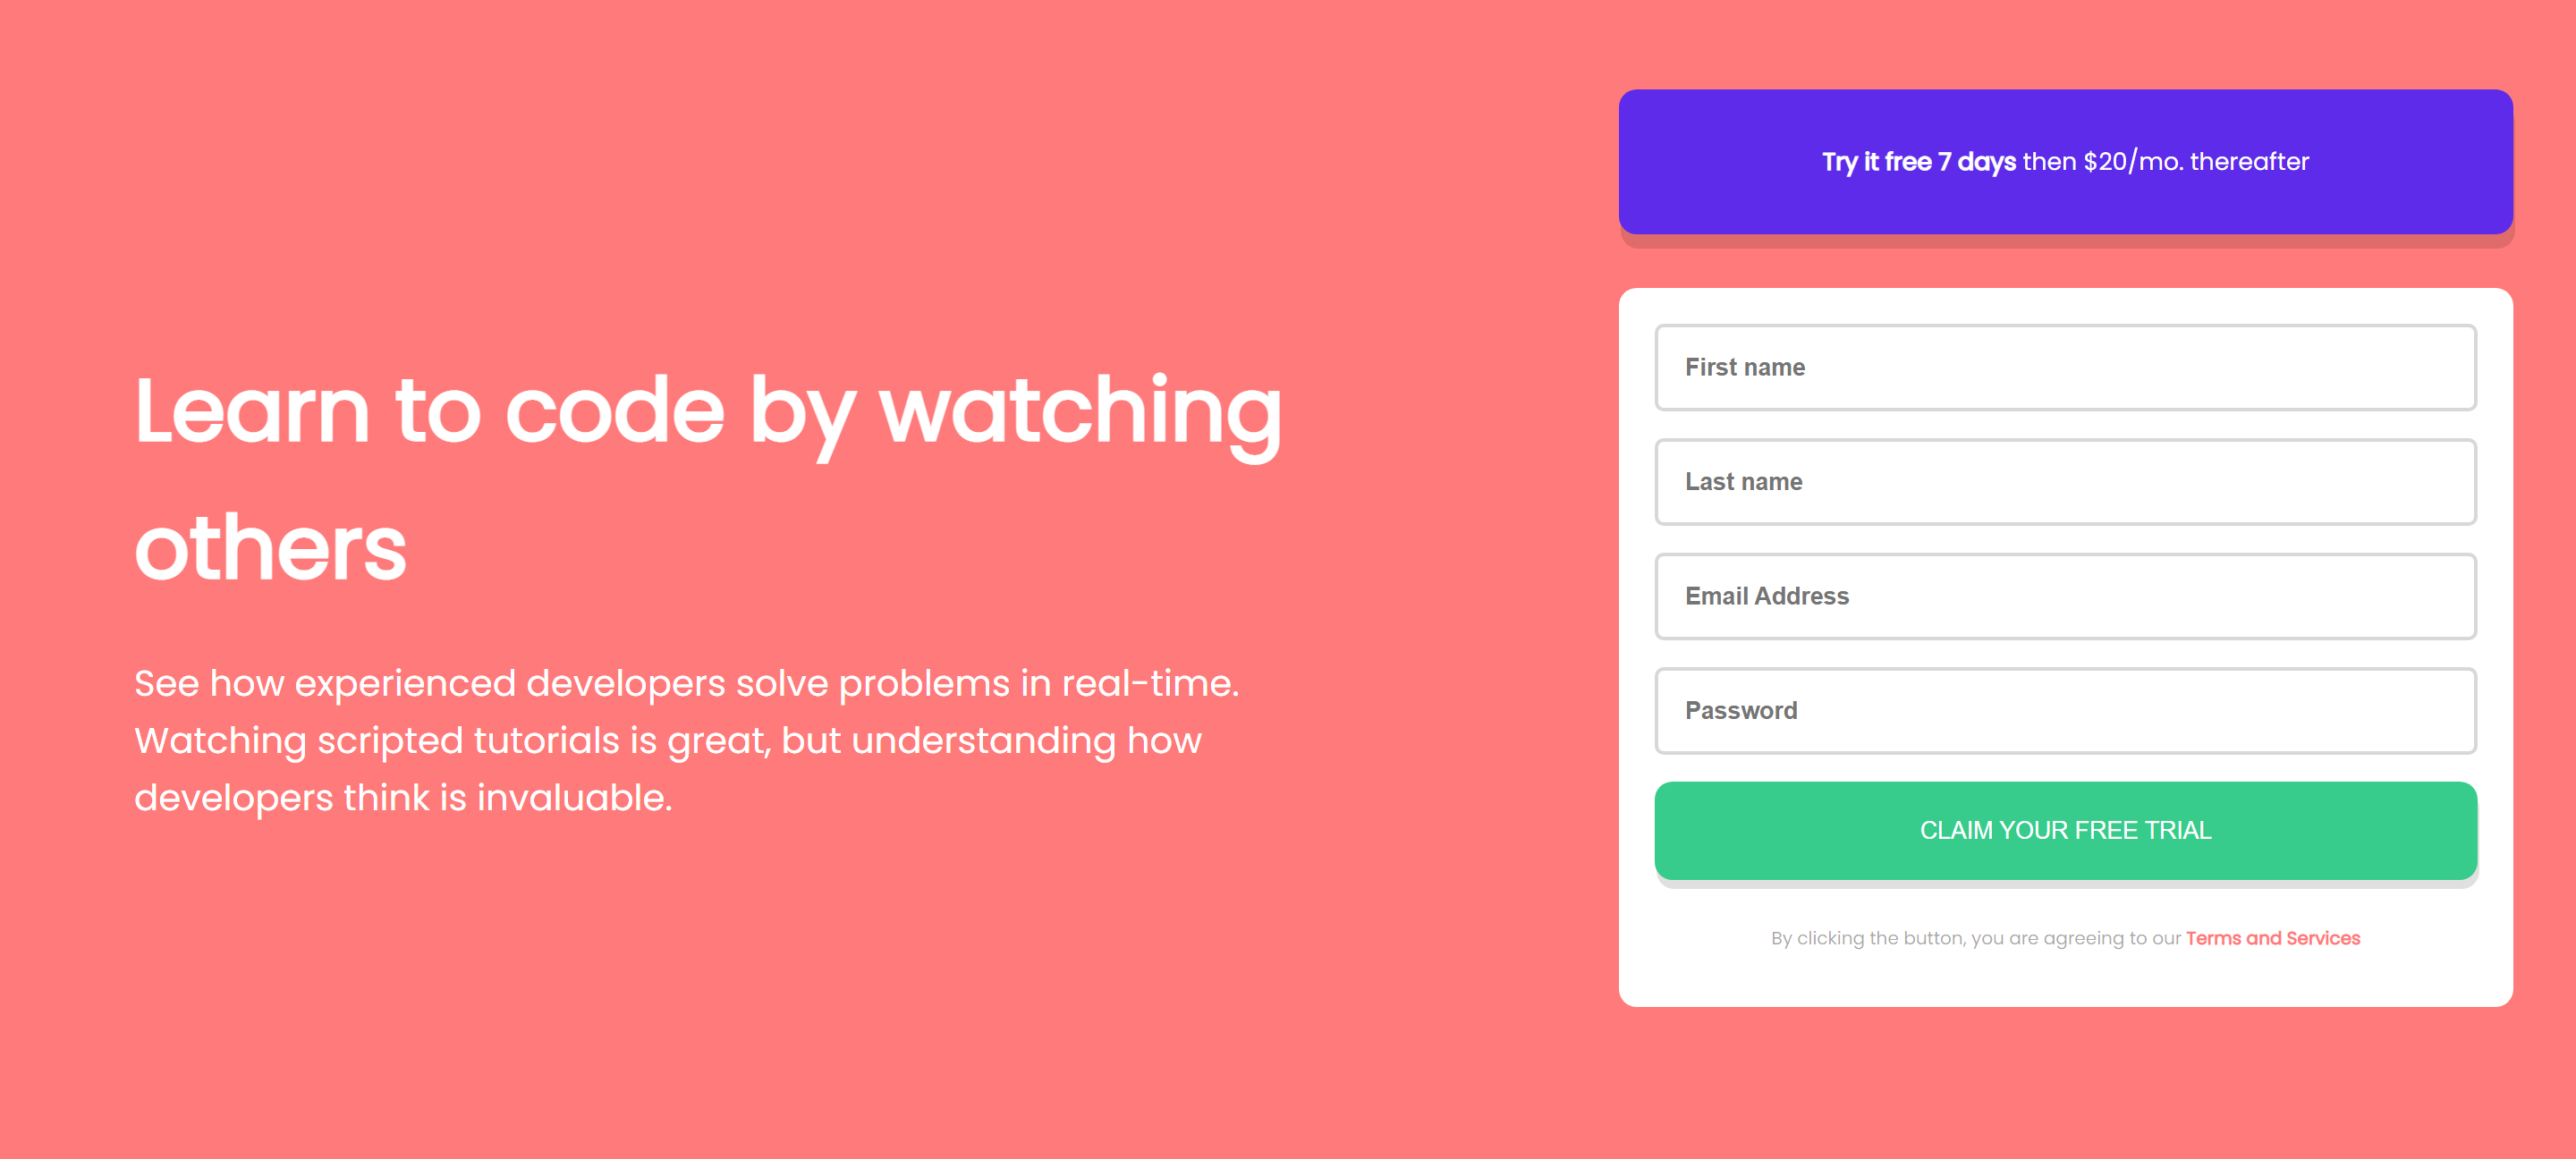 Learn to code by watching
others
See how experienced developers solve problems in real-time.
Watching scripted tutorials is great, but understanding how
developers think is invaluable.
Try it free 7 days then $20/mo. thereafter
First name
Last name
Email Address
Password
CLAIM YOUR FREE TRIAL
By clicking the button, you are agreeing to our Terms and Services